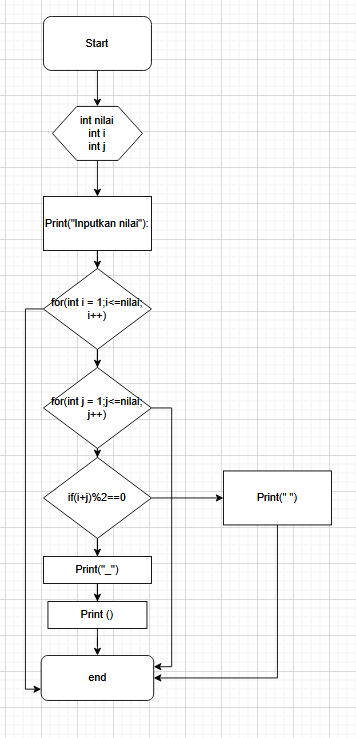 Start
int nilai
int i
int j
Print("Inputkan nilai"):
for(int i = 1;i<=nilai;
i++)
for(int j = 1;j<=nilai;
j++)
if(i+j)%2==0
Print(" ")
Print("_")
Print ()
end